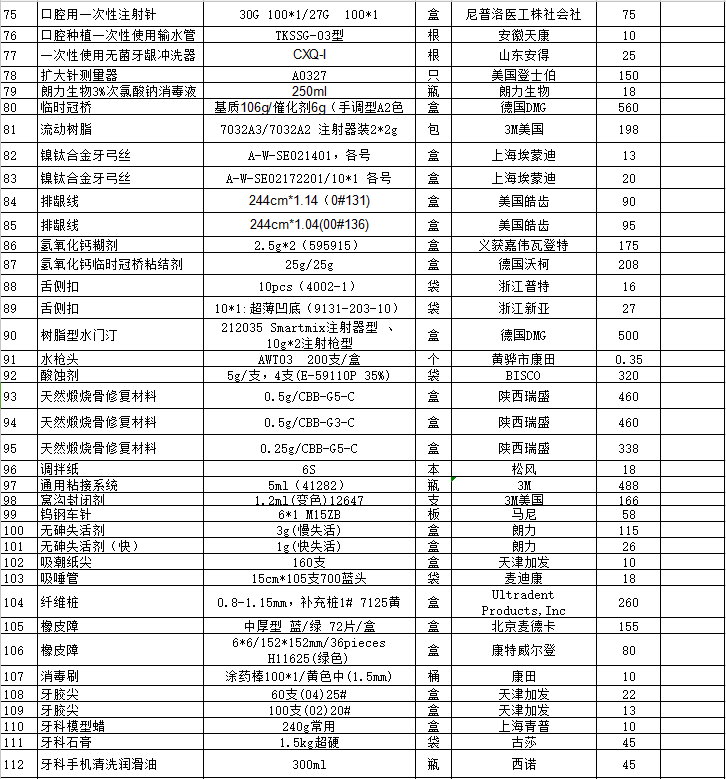 75 口腔用一次性注射针 30G 100*1/27G 100*1 盒 尼普洛医工株社会社 75
76 口腔种植一次性使用输水管 TKSSG-03型 根 安徽天康 10
77 一次性使用无菌牙龈冲洗器 CXQ-I 根 山东安得 25
78 扩大针测量器 A0327 只 美国登士伯 150
79 朗力生物3%次氯酸钠消毒液 250ml 瓶 朗力生物 18
80 临时冠桥 基质106g/催化剂6g（手调型A2色 盒 德国DMG 560
81 流动树脂 7032A3/7032A2 注射器装2*2g 包 3M美国 198
82 镍钛合金牙弓丝 A-W-SE021401，各号 盒 上海埃蒙迪 13
83 镍钛合金牙弓丝 A-W-SE02172201/10*1 各号 盒 上海埃蒙迪 20
84 排龈线 244cm*1.14（0#131) 盒 美国皓齿 90
85 排龈线 244cm*1.04(00#136) 盒 美国皓齿 95
86 氢氧化钙糊剂 2.5g*2（595915） 盒 义获嘉伟瓦登特 175
87 氢氧化钙临时冠桥粘结剂 25g/25g 盒 德国沃柯 208
88 舌侧扣 10pcs（4002-1） 袋 浙江普特 16
89 舌侧扣 10*1:超薄凹底（9131-203-10） 袋 浙江新亚 27
90 树脂型水门汀 212035 Smartmix注射器型 、
10g*2注射枪型 盒 德国DMG 500
91 水枪头 AWT03 200支/盒 个 黄骅市康田 0.35
92 酸蚀剂 5g/支，4支(E-59110P 35%) 袋 BISCO 320
93 天然煅烧骨修复材料 0.5g/CBB-G5-C 盒 陕西瑞盛 460
94 天然煅烧骨修复材料 0.5g/CBB-G3-C 盒 陕西瑞盛 460
95 天然煅烧骨修复材料 0.25g/CBB-G5-C 盒 陕西瑞盛 338
96 调拌纸 6S 本 松风 18
97 通用粘接系统 5ml（41282） 瓶 3M 488
98 窝沟封闭剂 1.2ml(变色)12647 支 3M美国 166
99 钨钢车针 6*1 M15ZB 板 马尼 58
100 无砷失活剂 3g(慢失活) 盒 朗力 115
101 无砷失活剂（快） 1g(快失活) 盒 朗力 26
102 吸潮纸尖 160支 盒 天津加发 10
103 吸唾管 15cm*105支700蓝头 袋 麦迪康 18
104 纤维桩 0.8-1.15mm，补充桩1# 7125黄 盒 Ultradent
Products,Inc 260
105 橡皮障 中厚型 蓝/绿 72片/盒 盒 北京麦德卡 155
106 橡皮障 6*6/152*152mm/36pieces
H11625(绿色) 盒 康特威尔登 80
107 消毒刷 涂药棒100*1/黄色中(1.5mm) 桶 康田 10
108 牙胶尖 60支(04)25# 盒 天津加发 22
109 牙胶尖 100支(02)20# 盒 天津加发 13
110 牙科模型蜡 240g常用 盒 上海青普 10
111 牙科石膏 1.5kg超硬 袋 古莎 45
112 牙科手机清洗润滑油 300ml 瓶 西诺 45